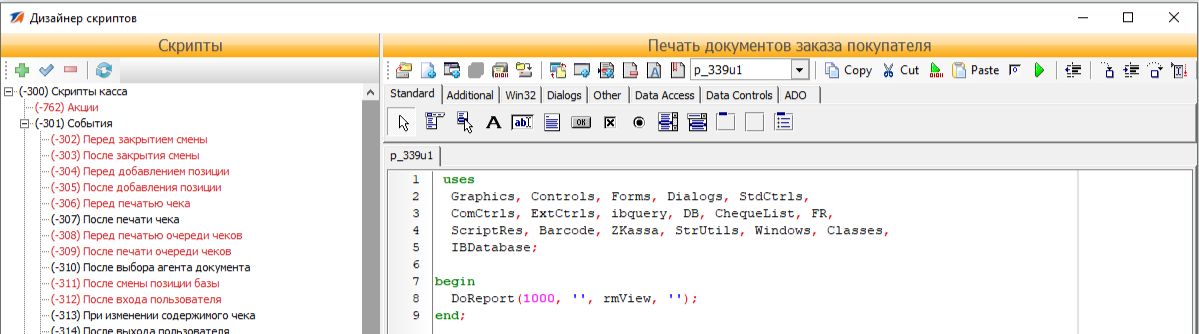 Дизайнер скриптов
Скрипты
Печать документов заказа покупателя
p_339u1
Copy
Cut
Paste
Standard
Additional
Win32
Dialogs
Other
Data Access
Data Controls
ADO
(-300) Скрипты касса
(-762) Акции
(-301) События
(-302) Перед закрытием смены
(-303) После закрытия смены
(-304) Перед добавлением позиции
(-305) После добавления позиции
(-306) Перед печатью чека
(-307) После печати чека
(-308) Перед печатью очереди чеков
(-309) После печати очереди чеков
(-310) После выбора агента документа
(-311) После смены позиции базы
(-312) После входа пользователя
(-313) При изменении содержимого чека
(-314) После выхода пользователя
p_339u1
1 uses
2 Graphics, Controls, Forms, Dialogs, StdCtrls,
3 ComCtrls, ExtCtrls, ibquery, DB, ChequeList, FR,
4 ScriptRes, Barcode, ZKassa, StrUtils, Windows, Classes,
5 IBDatabase;
6
7 begin
8 DoReport(1000, '', rmView, '');
9 end;